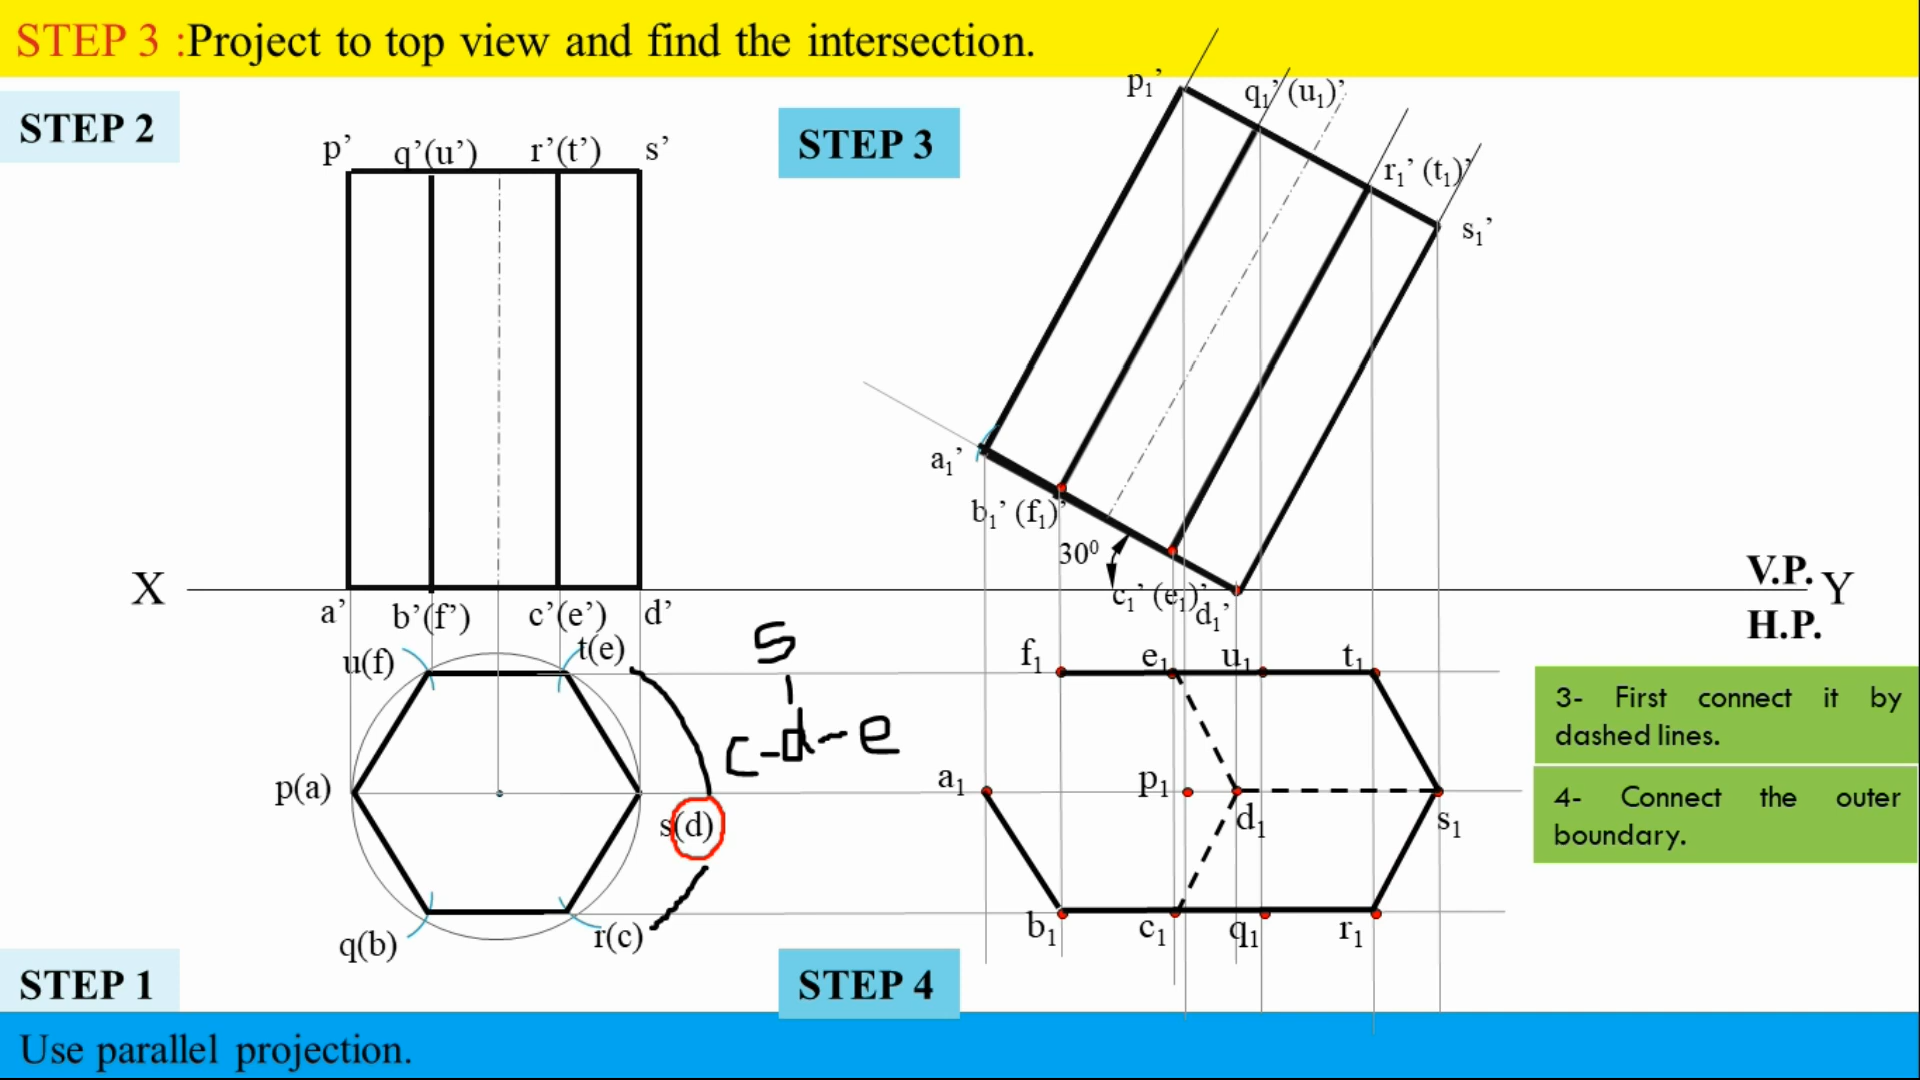 STEP 3 :Project to top view and find the intersection.
STEP 2
p’ q’(u’) r’(t’) s’
STEP 3
p₁’ q₁’ (u₁)’
r₁’ (t₁)’
s₁’
a₁’
b₁’ (f₁)’
30⁰
c₁’ (e₁)’ d₁’
X
V.P.
Y
H.P.
a’ b’(f’) c’(e’) d’
u(f) t(e)
p(a) s(d)
q(b) r(c)
S
c-d-e
f₁ e₁ u₁ t₁
a₁ p₁ d₁ s₁
b₁ c₁ q₁ r₁
3- First connect it by
dashed lines.
4- Connect the outer
boundary.
STEP 1
STEP 4
Use parallel projection.